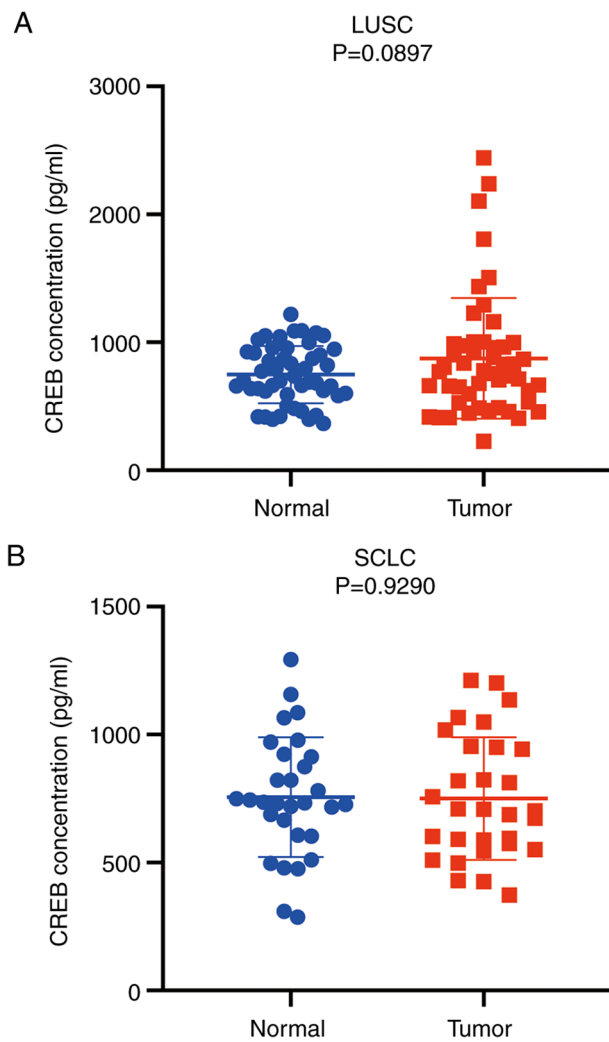 A
LUSC
P=0.0897
CREB concentration (pg/ml)
3000
2000
1000
0
Normal
Tumor
B
SCLC
P=0.9290
CREB concentration (pg/ml)
1500
1000
500
0
Normal
Tumor